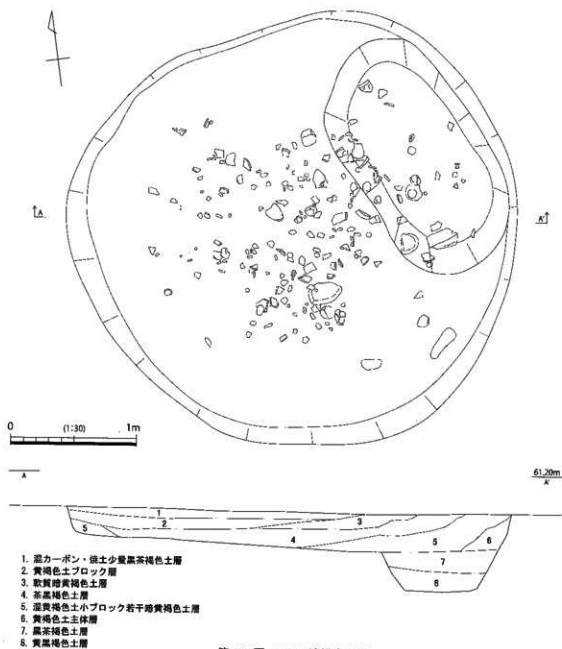 A
A'
0 (1:30) 1m
A
61.20m
A'
1
2
3
4
5
5
6
7
8
1. 混カーボン・焼土少量黒茶褐色土層
2. 黄褐色土ブロック層
3. 軟質暗黄褐色土層
4. 茶黒褐色土層
5. 混黄褐色土小ブロック若干暗黄褐色土層
6. 黄褐色土主体層
7. 黒茶褐色土層
8. 黄黒褐色土層